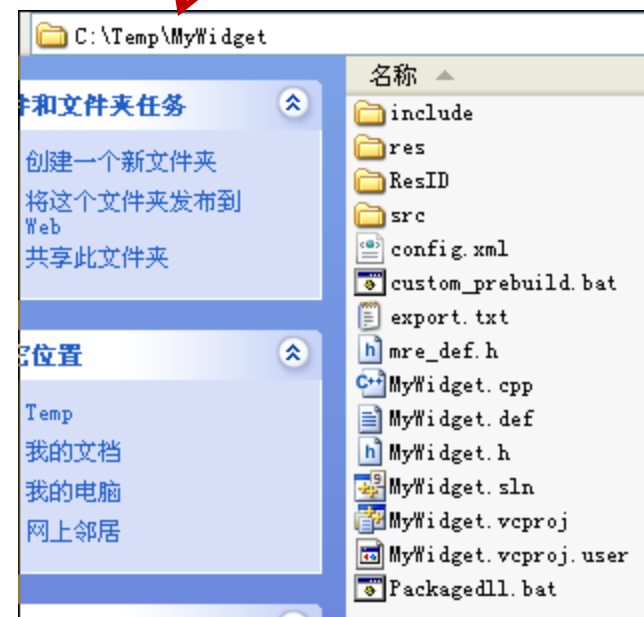 C:\Temp\MyWidget
件和文件夹任务
创建一个新文件夹
将这个文件夹发布到
Web
共享此文件夹
位置
Temp
我的文档
我的电脑
网上邻居
名称
include
res
ResID
src
config.xml
custom_prebuild.bat
export.txt
mre_def.h
MyWidget.cpp
MyWidget.def
MyWidget.h
MyWidget.sln
MyWidget.vcproj
MyWidget.vcproj.user
Packagedll.bat